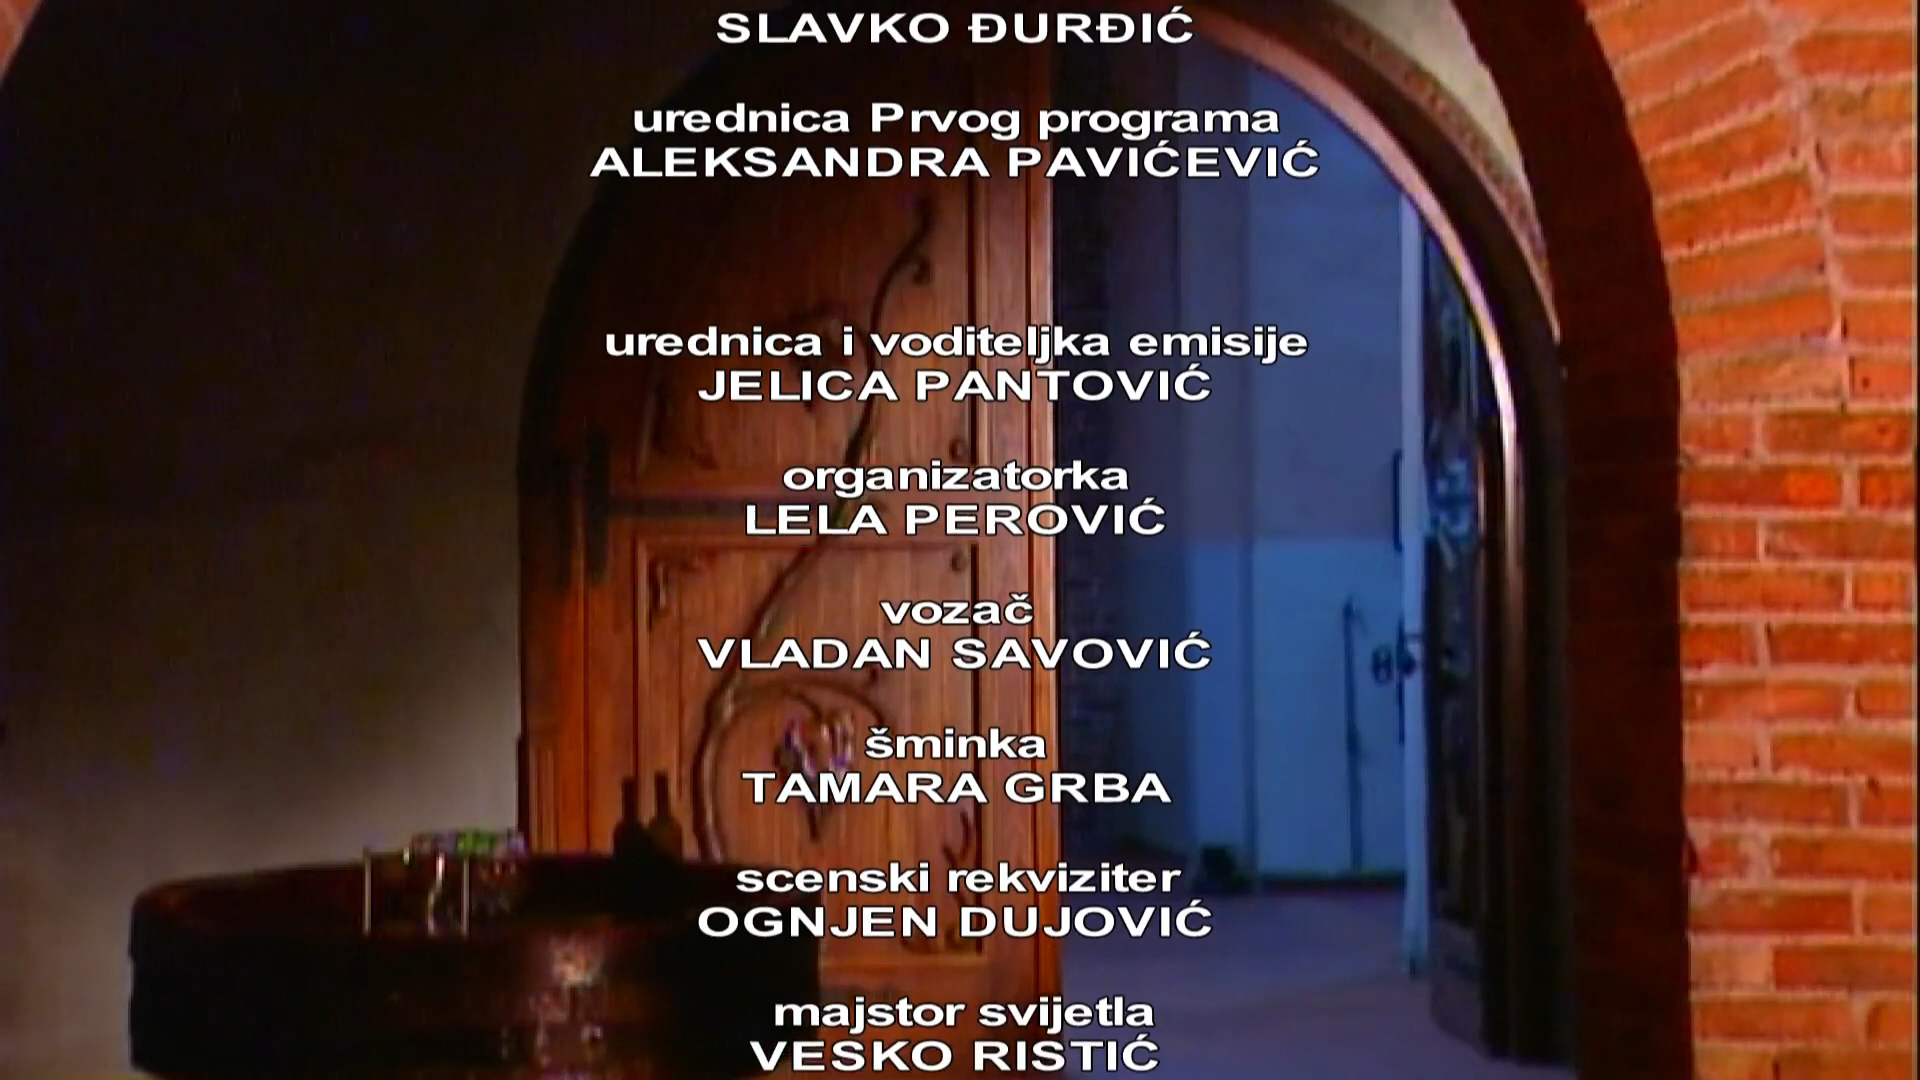 SLAVKO ĐURĐIĆ
urednica Prvog programa
ALEKSANDRA PAVIĆEVIĆ
urednica i voditeljka emisije
JELICA PANTOVIĆ
organizatorka
LELA PEROVIĆ
vozač
VLADAN SAVOVIĆ
šminka
TAMARA GRBA
scenski rekviziter
OGNJEN DUJOVIĆ
majstor svijetla
VESKO RISTIĆ